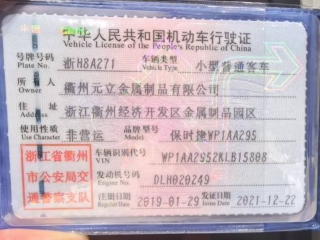 中华人民共和国机动车行驶证
Vehicle License of the People's Republic of China
号牌号码 浙H8A271 车辆类型 小型普通客车
Plate No. Vehicle Type
所有人 衢州元立金属制品有限公司
Owner
住址 浙江衢州经济开发区金属制品园区
Address
使用性质 非营运 品牌型号 保时捷WP1AA295
Use Character Model
浙江省衢州市公安局交通警察支队
车辆识别代号 WP1AA2952KLB15808
VIN
发动机号码 DLH020249
Engine No.
注册日期 2019-01-29 发证日期 2021-12-22
Register Date Issue Date